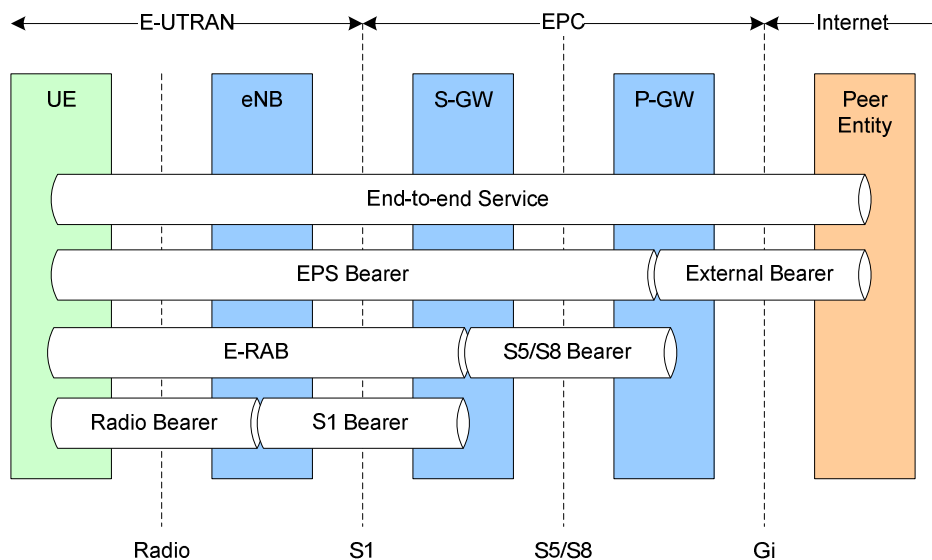 E-UTRAN EPC Internet
UE eNB S-GW P-GW Peer
Entity
End-to-end Service
EPS Bearer External Bearer
E-RAB S5/S8 Bearer
Radio Bearer S1 Bearer
Radio S1 S5/S8 Gi